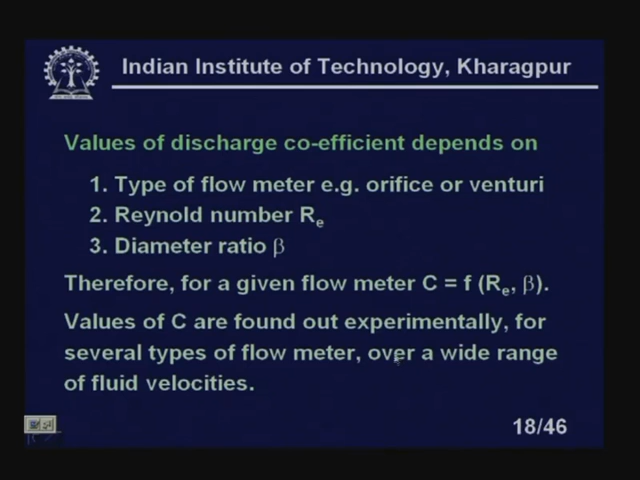 Indian Institute of Technology, Kharagpur
Values of discharge co-efficient depends on
1. Type of flow meter e.g. orifice or venturi
2. Reynold number Re
3. Diameter ratio β
Therefore, for a given flow meter C = f (Re, β).
Values of C are found out experimentally, for
several types of flow meter, over a wide range
of fluid velocities.
18/46